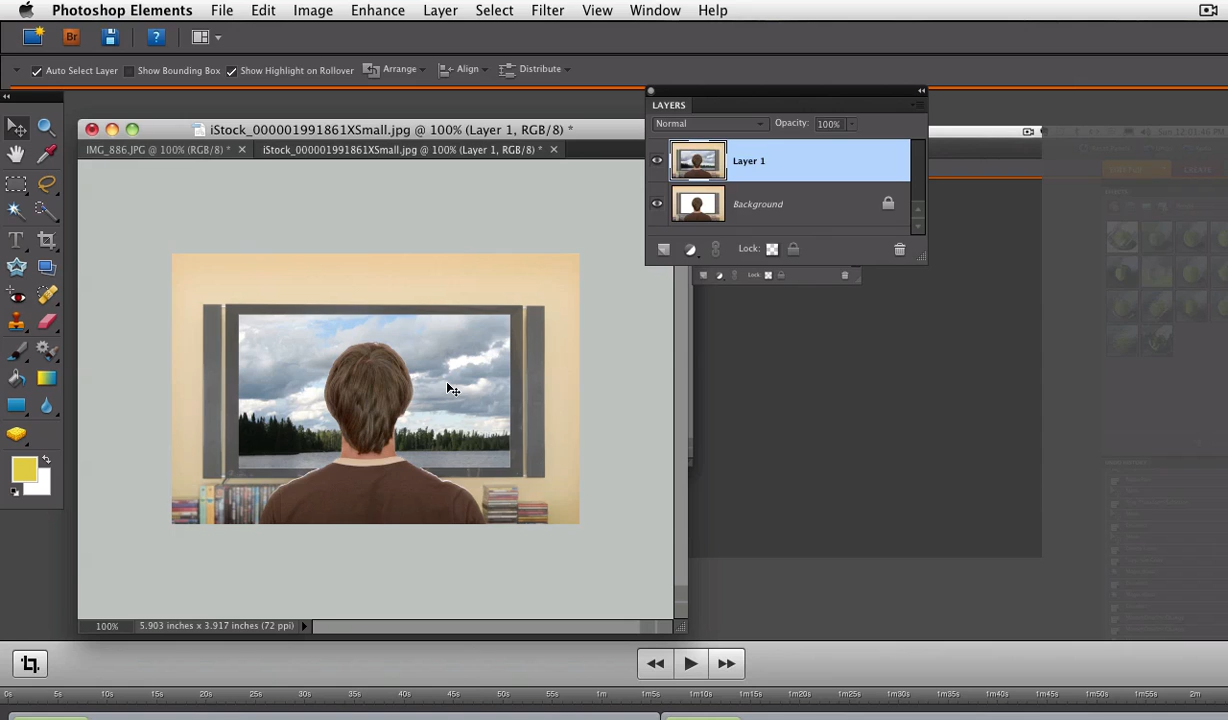 Photoshop Elements File Edit Image Enhance Layer Select Filter View Window Help
Br ?
Auto Select Layer Show Bounding Box Show Highlight on Rollover Arrange Align Distribute
LAYERS
Normal Opacity: 100%
Layer 1
Background
Lock:
Lock:
iStock_000001991861XSmall.jpg @ 100% (Layer 1, RGB/8) *
IMG_886.JPG @ 100% (RGB/8) * iStock_000001991861XSmall.jpg @ 100% (Layer 1, RGB/8) *
T
100% 5.903 inches x 3.917 inches (72 ppi)
0s 5s 10s 15s 20s 25s 30s 35s 40s 45s 50s 55s 1m 1m5s 1m10s 1m15s 1m20s 1m25s 1m30s 1m35s 1m40s 1m45s 1m50s 1m55s 2m